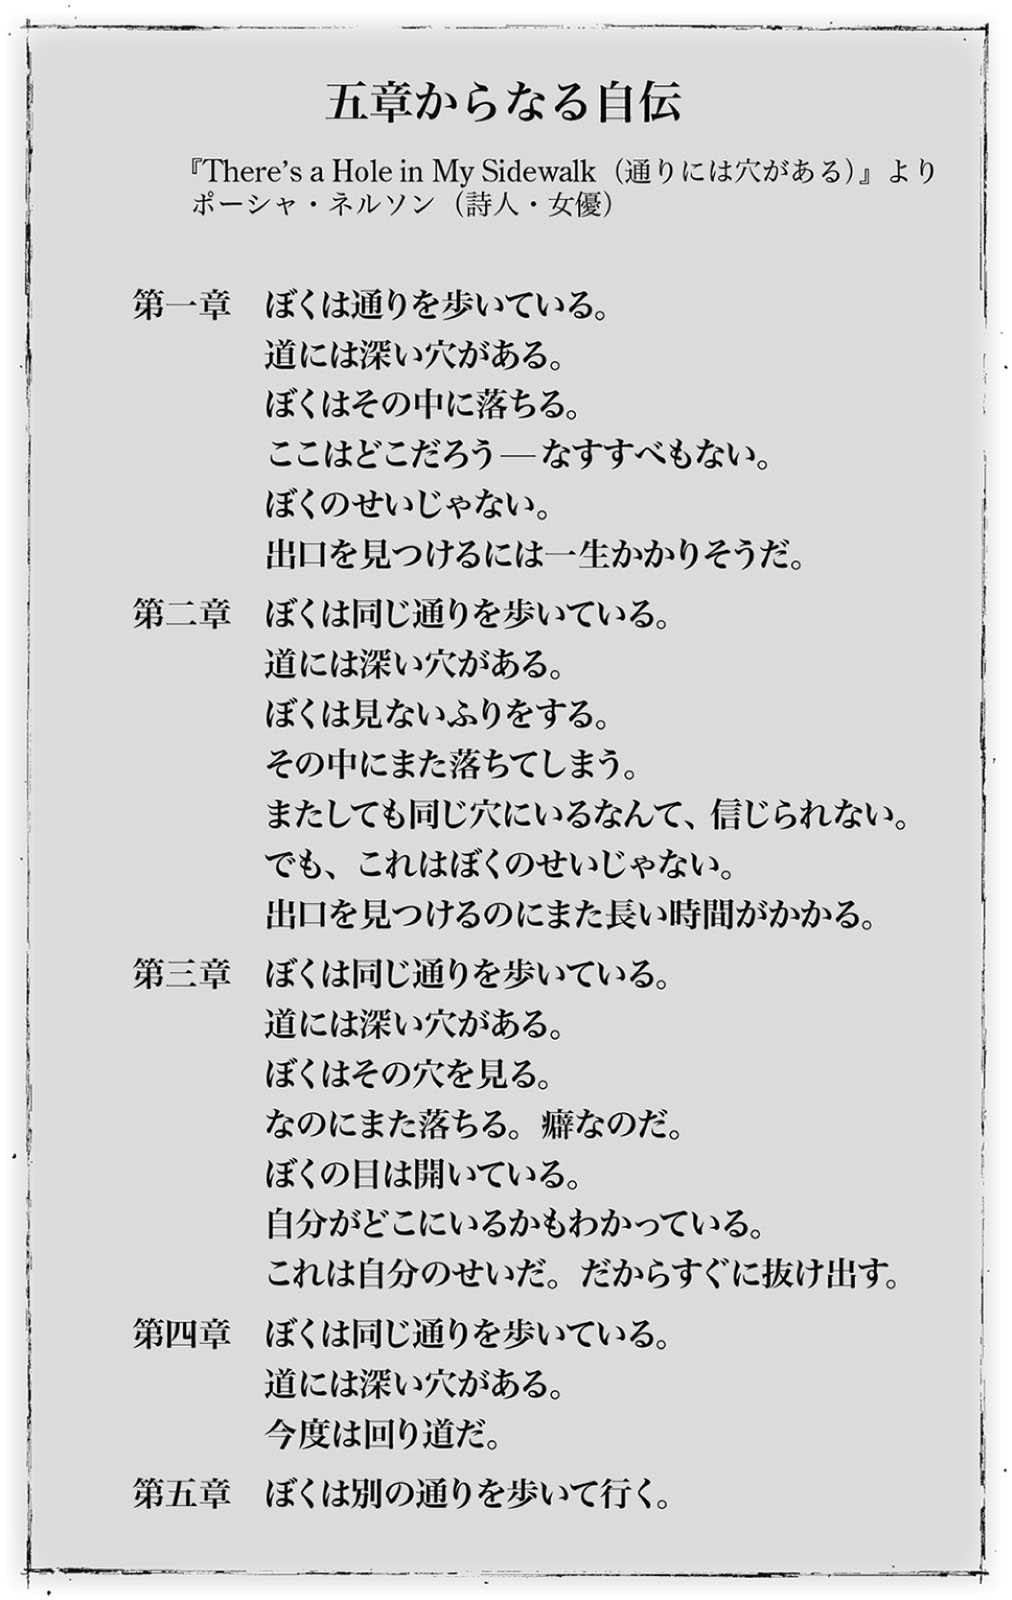 五章からなる自伝
『There's a Hole in My Sidewalk（通りには穴がある）』より
ポーシャ・ネルソン（詩人・女優）
第一章　ぼくは通りを歩いている。
道には深い穴がある。
ぼくはその中に落ちる。
ここはどこだろう―なすすべもない。
ぼくのせいじゃない。
出口を見つけるには一生かかりそうだ。
第二章　ぼくは同じ通りを歩いている。
道には深い穴がある。
ぼくは見ないふりをする。
その中にまた落ちてしまう。
またしても同じ穴にいるなんて、信じられない。
でも、これはぼくのせいじゃない。
出口を見つけるのにまた長い時間がかかる。
第三章　ぼくは同じ通りを歩いている。
道には深い穴がある。
ぼくはその穴を見る。
なのにまた落ちる。癖なのだ。
ぼくの目は開いている。
自分がどこにいるかもわかっている。
これは自分のせいだ。だからすぐに抜け出す。
第四章　ぼくは同じ通りを歩いている。
道には深い穴がある。
今度は回り道だ。
第五章　ぼくは別の通りを歩いて行く。